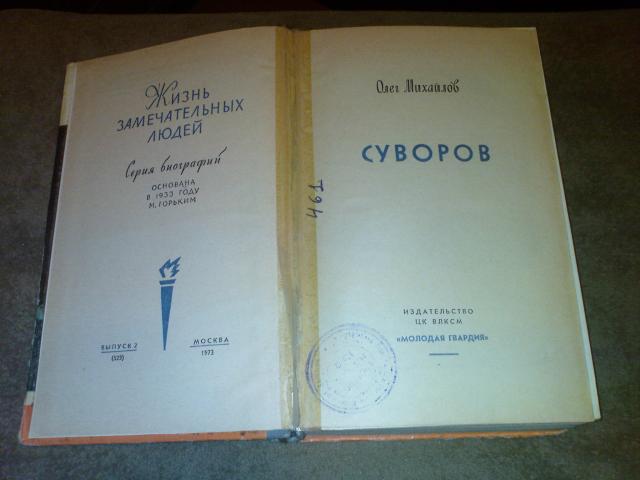 Жизнь
ЗАМЕЧАТЕЛЬНЫХ
ЛЮДЕЙ
Серия биографий
ОСНОВАНА
В 1933 ГОДУ
М. ГОРЬКИМ
ВЫПУСК 2
(523)
МОСКВА
1973
Олег Михайлов
СУВОРОВ
ИЗДАТЕЛЬСТВО
ЦК ВЛКСМ
«МОЛОДАЯ ГВАРДИЯ»